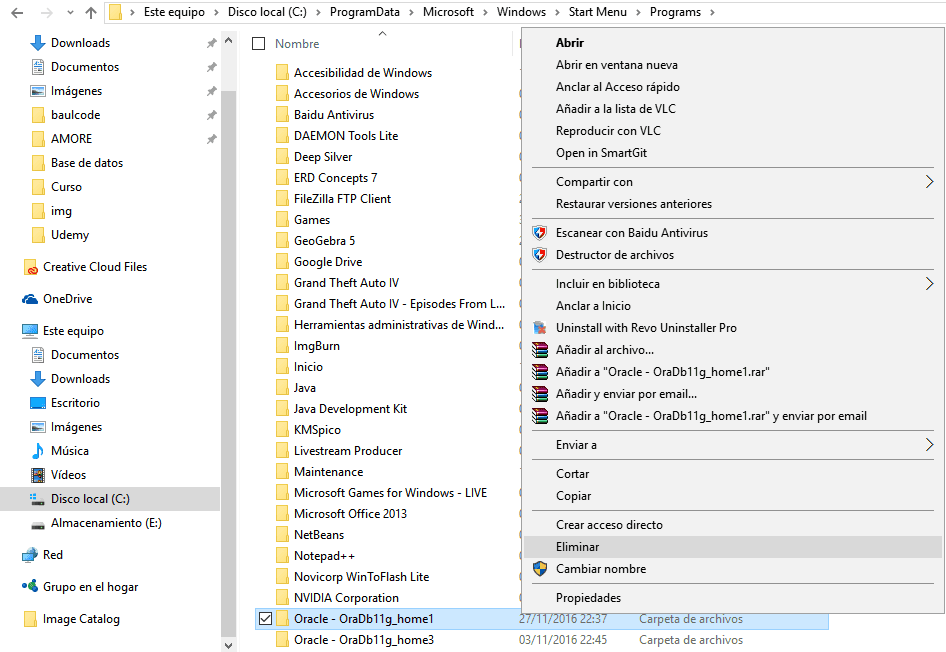 Este equipo > Disco local (C:) > ProgramData > Microsoft > Windows > Start Menu > Programs >
Downloads
Documentos
Imágenes
baulcode
AMORE
Base de datos
Curso
img
Udemy
Creative Cloud Files
OneDrive
Este equipo
Documentos
Downloads
Escritorio
Imágenes
Música
Vídeos
Disco local (C:)
Almacenamiento (E:)
Red
Grupo en el hogar
Image Catalog
Nombre
Accesibilidad de Windows
Accesorios de Windows
Baidu Antivirus
DAEMON Tools Lite
Deep Silver
ERD Concepts 7
FileZilla FTP Client
Games
GeoGebra 5
Google Drive
Grand Theft Auto IV
Grand Theft Auto IV - Episodes From L...
Herramientas administrativas de Wind...
ImgBurn
Inicio
Java
Java Development Kit
KMSpico
Livestream Producer
Maintenance
Microsoft Games for Windows - LIVE
Microsoft Office 2013
NetBeans
Notepad++
Novicorp WinToFlash Lite
NVIDIA Corporation
Oracle - OraDb11g_home1 27/11/2016 22:37 Carpeta de archivos
Oracle - OraDb11g_home3 03/11/2016 22:45 Carpeta de archivos
Abrir
Abrir en ventana nueva
Anclar al Acceso rápido
Añadir a la lista de VLC
Reproducir con VLC
Open in SmartGit
Compartir con
Restaurar versiones anteriores
Escanear con Baidu Antivirus
Destructor de archivos
Incluir en biblioteca
Anclar a Inicio
Uninstall with Revo Uninstaller Pro
Añadir al archivo...
Añadir a "Oracle - OraDb11g_home1.rar"
Añadir y enviar por email...
Añadir a "Oracle - OraDb11g_home1.rar" y enviar por email
Enviar a
Cortar
Copiar
Crear acceso directo
Eliminar
Cambiar nombre
Propiedades